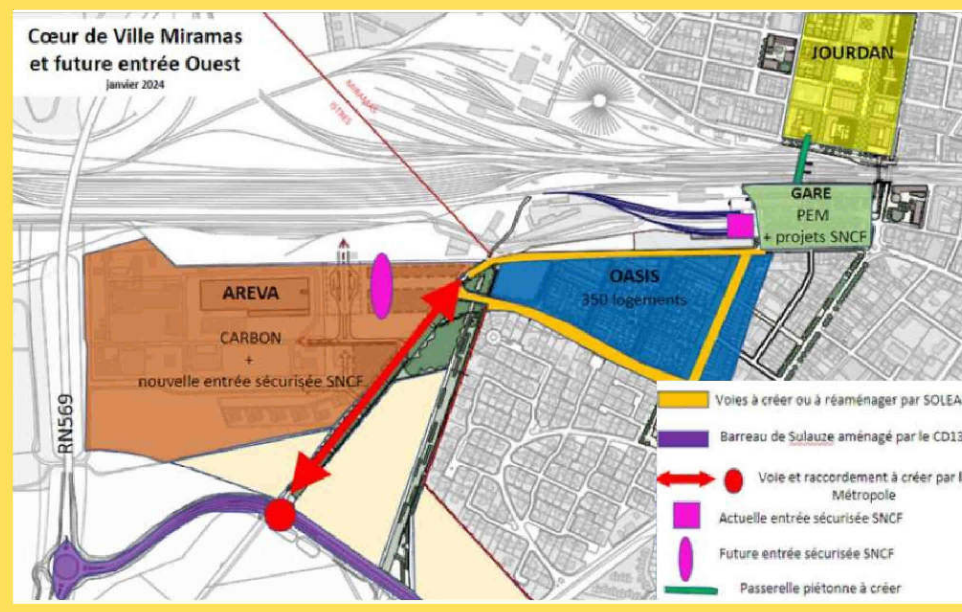 Cœur de Ville Miramas
et future entrée Ouest
janvier 2024
MIRAMAS
ISTRES
JOURDAN
GARE
PEM
+ projets SNCF
OASIS
350 logements
AREVA
CARBON
+
nouvelle entrée sécurisée SNCF
RN569
Voies à créer ou à réaménager par SOLEA
Barreau de Sulauze aménagé par le CD13
Voie et raccordement à créer par l
Métropole
Actuelle entrée sécurisée SNCF
Future entrée sécurisée SNCF
Passerelle piétonne à créer